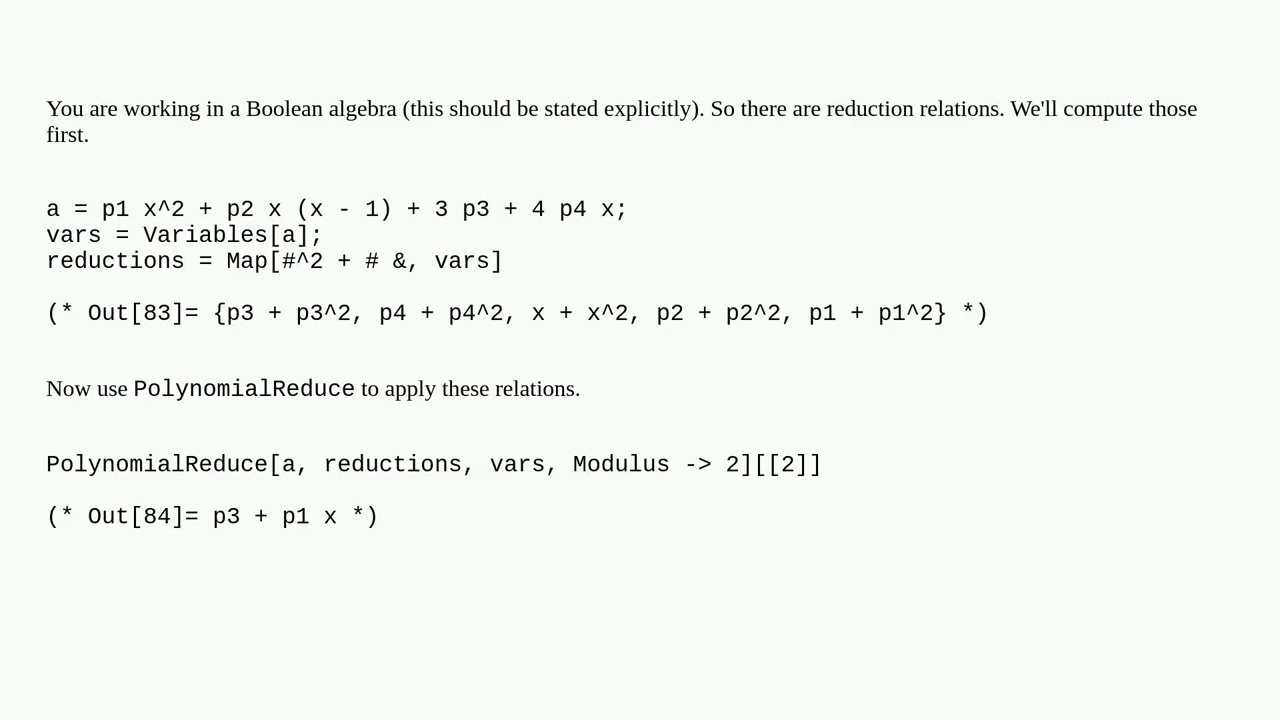 You are working in a Boolean algebra (this should be stated explicitly). So there are reduction relations. We'll compute those
first.
a = p1 x^2 + p2 x (x - 1) + 3 p3 + 4 p4 x;
vars = Variables[a];
reductions = Map[#^2 + # &, vars]
(* Out[83]= {p3 + p3^2, p4 + p4^2, x + x^2, p2 + p2^2, p1 + p1^2} *)
Now use PolynomialReduce to apply these relations.
PolynomialReduce[a, reductions, vars, Modulus -> 2][[2]]
(* Out[84]= p3 + p1 x *)